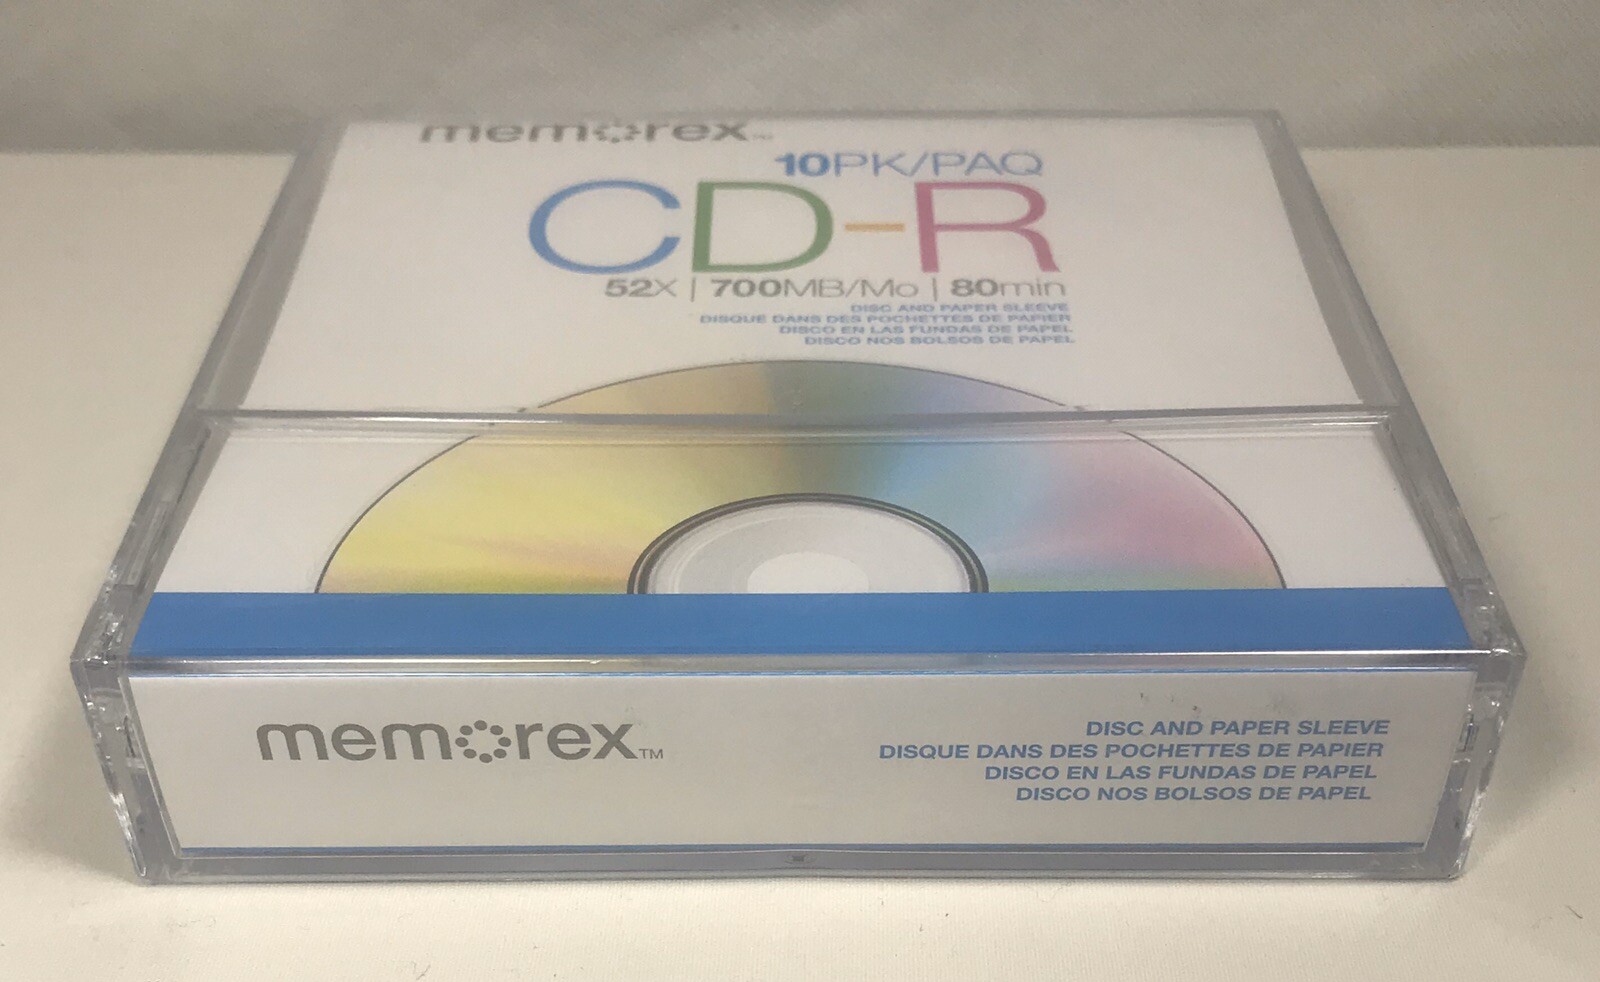 memorex™
10PK/PAQ
CD-R
52X | 700MB/Mo | 80min
DISC AND PAPER SLEEVE
DISQUE DANS DES POCHETTES DE PAPIER
DISCO EN LAS FUNDAS DE PAPEL
DISCO NOS BOLSOS DE PAPEL
memorex™
DISC AND PAPER SLEEVE
DISQUE DANS DES POCHETTES DE PAPIER
DISCO EN LAS FUNDAS DE PAPEL
DISCO NOS BOLSOS DE PAPEL